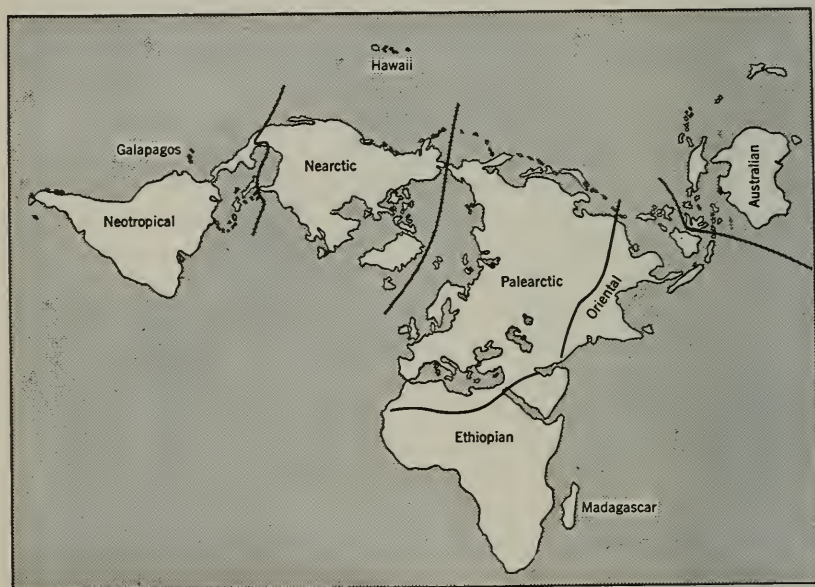 Hawaii
Galapagos
Nearctic
Australian
Neotropical
Palearctic
Oriental
Ethiopian
Madagascar